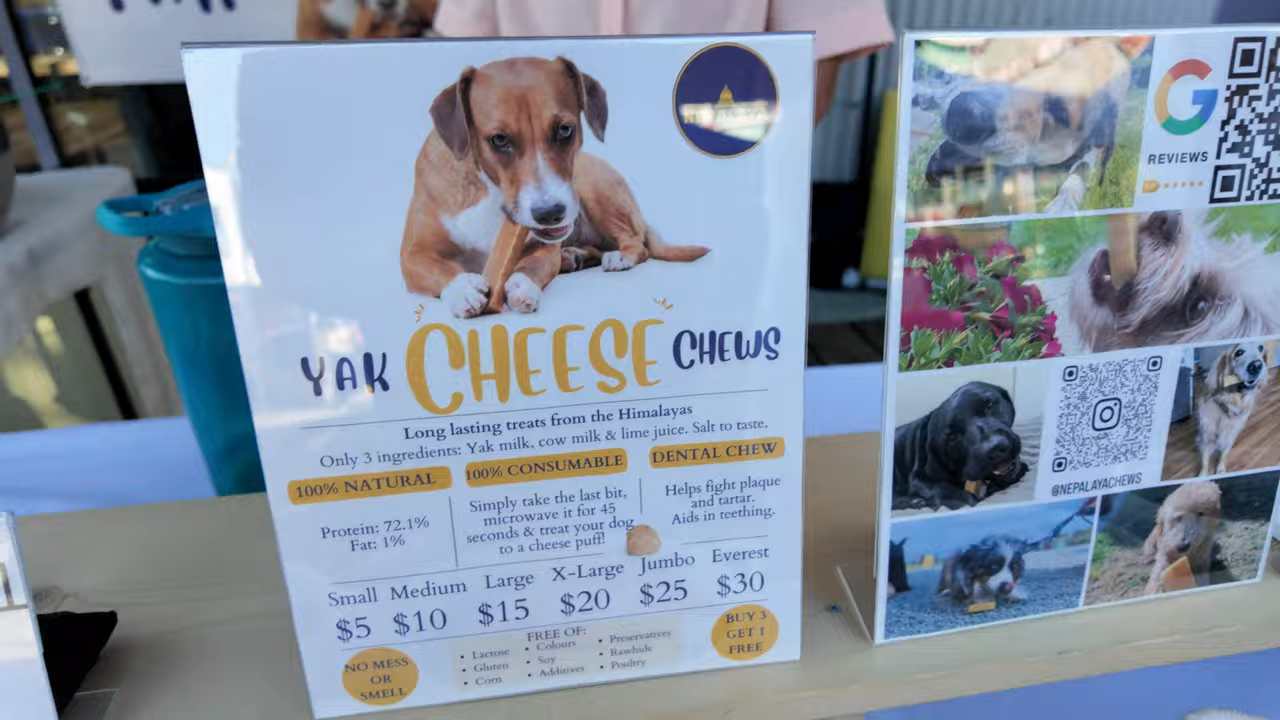 YAK CHEESE CHEWS
Long lasting treats from the Himalayas
Only 3 ingredients: Yak milk, cow milk & lime juice. Salt to taste.
100% NATURAL
Protein: 72.1%
Fat: 1%
100% CONSUMABLE
Simply take the last bit,
microwave it for 45
seconds & treat your dog
to a cheese puff!
DENTAL CHEW
Helps fight plaque
and tartar.
Aids in teething.
Small Medium Large X-Large Jumbo Everest
$5 $10 $15 $20 $25 $30
NO MESS
OR
SMELL
FREE OF:
• Lactose
• Gluten
• Corn
• Colours
• Soy
• Additives
• Preservatives
• Rawhide
• Poultry
BUY 3
GET 1
FREE
G
REVIEWS
@NEPALAYACHEWS